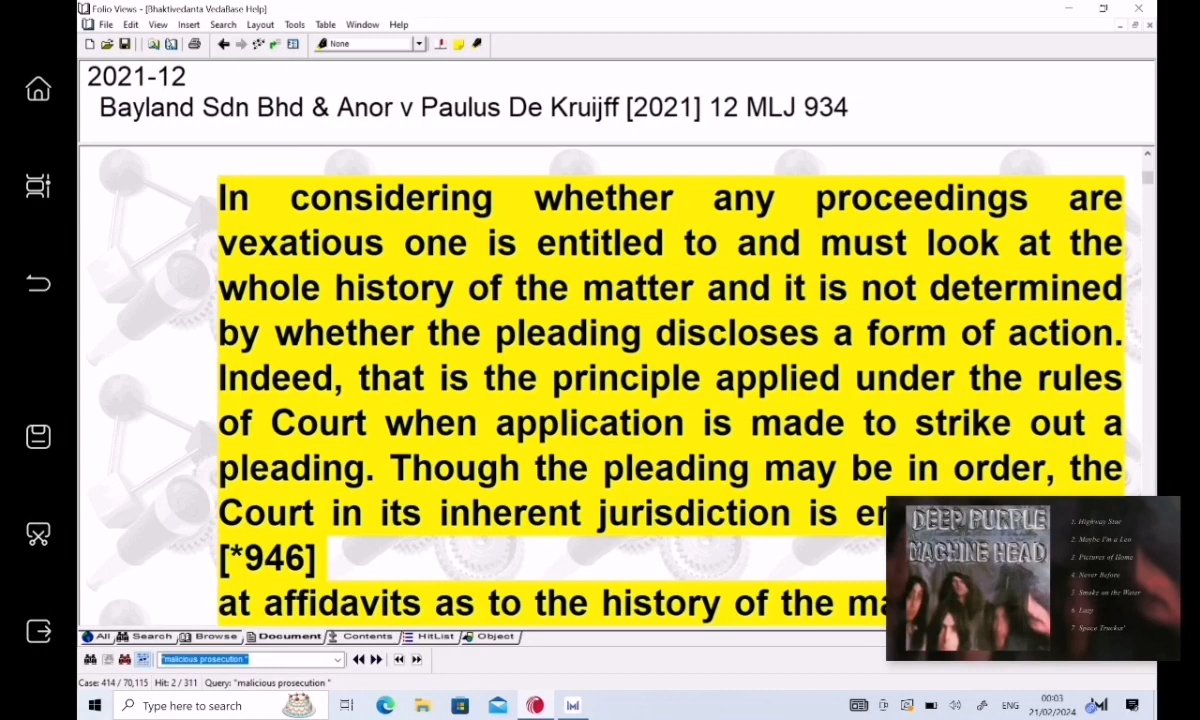 Folio Views - [Bhaktivedanta VedaBase Help]
File Edit View Insert Search Layout Tools Table Window Help
None
2021-12
Bayland Sdn Bhd & Anor v Paulus De Kruijff [2021] 12 MLJ 934
In considering whether any proceedings are
vexatious one is entitled to and must look at the
whole history of the matter and it is not determined
by whether the pleading discloses a form of action.
Indeed, that is the principle applied under the rules
of Court when application is made to strike out a
pleading. Though the pleading may be in order, the
Court in its inherent jurisdiction is
[*946]
at affidavits as to the history of the
DEEP PURPLE
MACHINE HEAD
1. Highway Star
2. Maybe I'm a Leo
3. Pictures of Home
4. Never Before
5. Smoke on the Water
6. Lazy
7. Space Truckin'
All Search Browse Document Contents HitList Object
"malicious prosecution "
Case: 414 / 70,115 Hit: 2 / 311 Query: "malicious prosecution "
Type here to search
ENG
00:03
21/02/2024